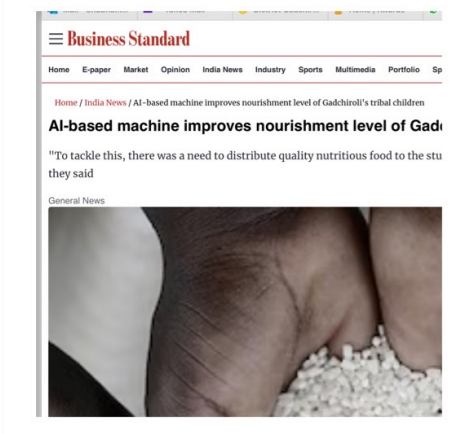 Business Standard
Home E-paper Market Opinion India News Industry Sports Multimedia Portfolio Sp
Home / India News / AI-based machine improves nourishment level of Gadchiroli's tribal children
AI-based machine improves nourishment level of Gadc
"To tackle this, there was a need to distribute quality nutritious food to the stu
they said
General News